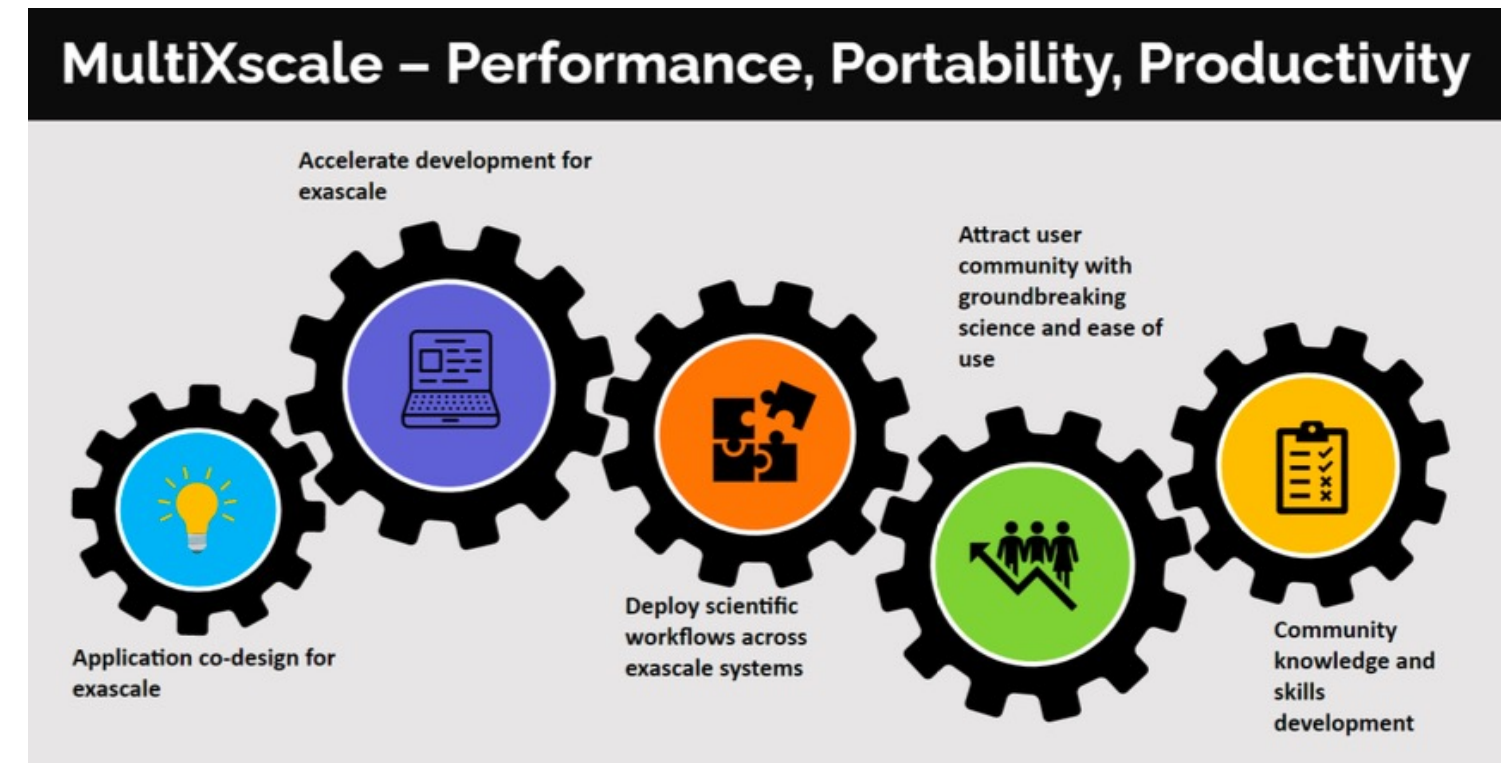 MultiXscale – Performance, Portability, Productivity
Accelerate development for
exascale
Attract user
community with
groundbreaking
science and ease of
use
Application co-design for
exascale
Deploy scientific
workflows across
exascale systems
Community
knowledge and
skills
development